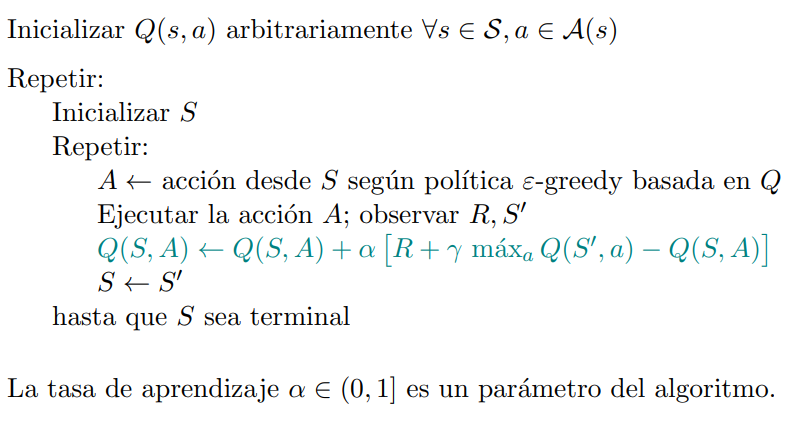 Inicializar Q(s, a) arbitrariamente ∀s ∈ 𝒮, a ∈ 𝒜(s)
Repetir:
Inicializar S
Repetir:
A ← acción desde S según política ε-greedy basada en Q
Ejecutar la acción A; observar R, S′
Q(S, A) ← Q(S, A) + α [R + γ máxₐ Q(S′, a) − Q(S, A)]
S ← S′
hasta que S sea terminal
La tasa de aprendizaje α ∈ (0, 1] es un parámetro del algoritmo.